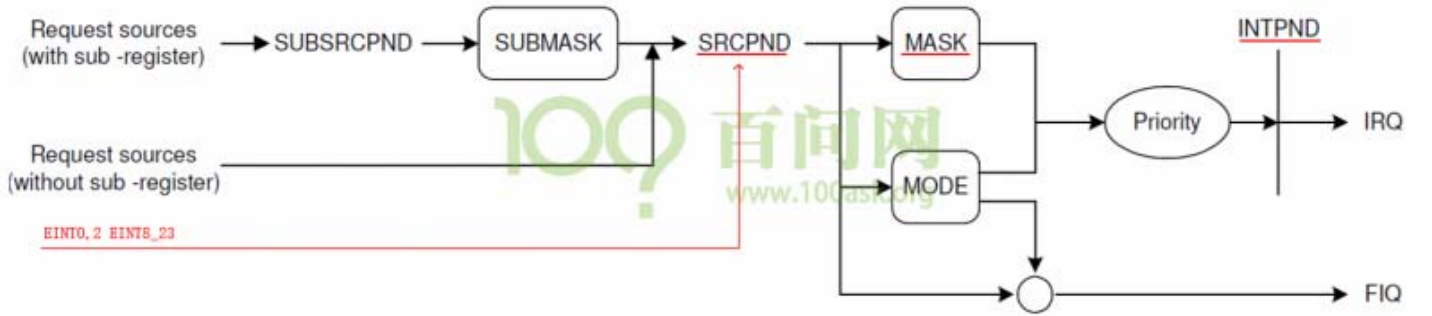 Request sources
(with sub -register)
SUBSRCPND
SUBMASK
SRCPND
MASK
INTPND
Priority
IRQ
Request sources
(without sub -register)
MODE
EINT0,2 EINT8_23
FIQ
100?
百问网
www.100ask.org